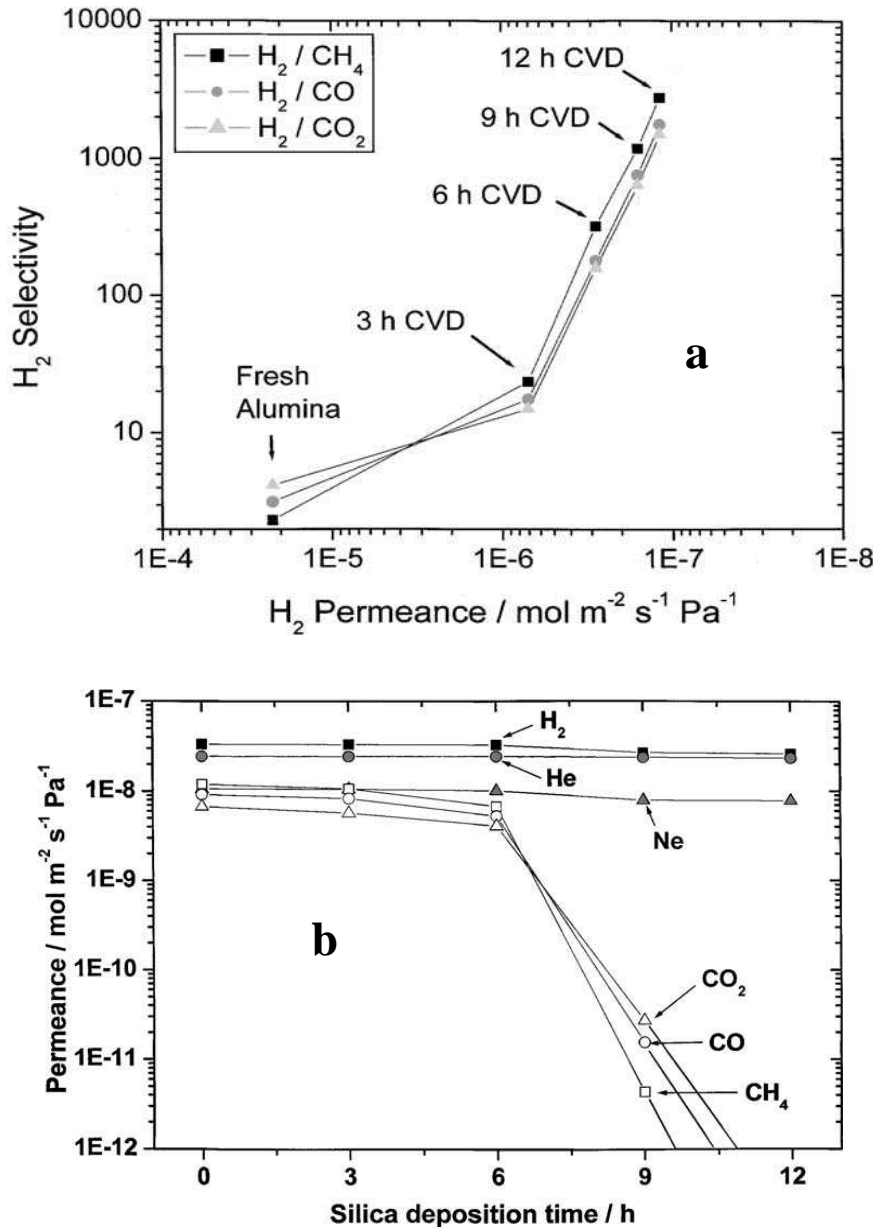 10000
H₂ / CH₄
H₂ / CO
H₂ / CO₂
12 h CVD
9 h CVD
1000
6 h CVD
100
3 h CVD
a
Fresh
Alumina
10
H₂ Selectivity
1E-4 1E-5 1E-6 1E-7 1E-8
H₂ Permeance / mol m⁻² s⁻¹ Pa⁻¹
1E-7
H₂
He
1E-8
Ne
1E-9
b
1E-10
CO₂
CO
1E-11
CH₄
1E-12
Permeance / mol m⁻² s⁻¹ Pa⁻¹
0 3 6 9 12
Silica deposition time / h